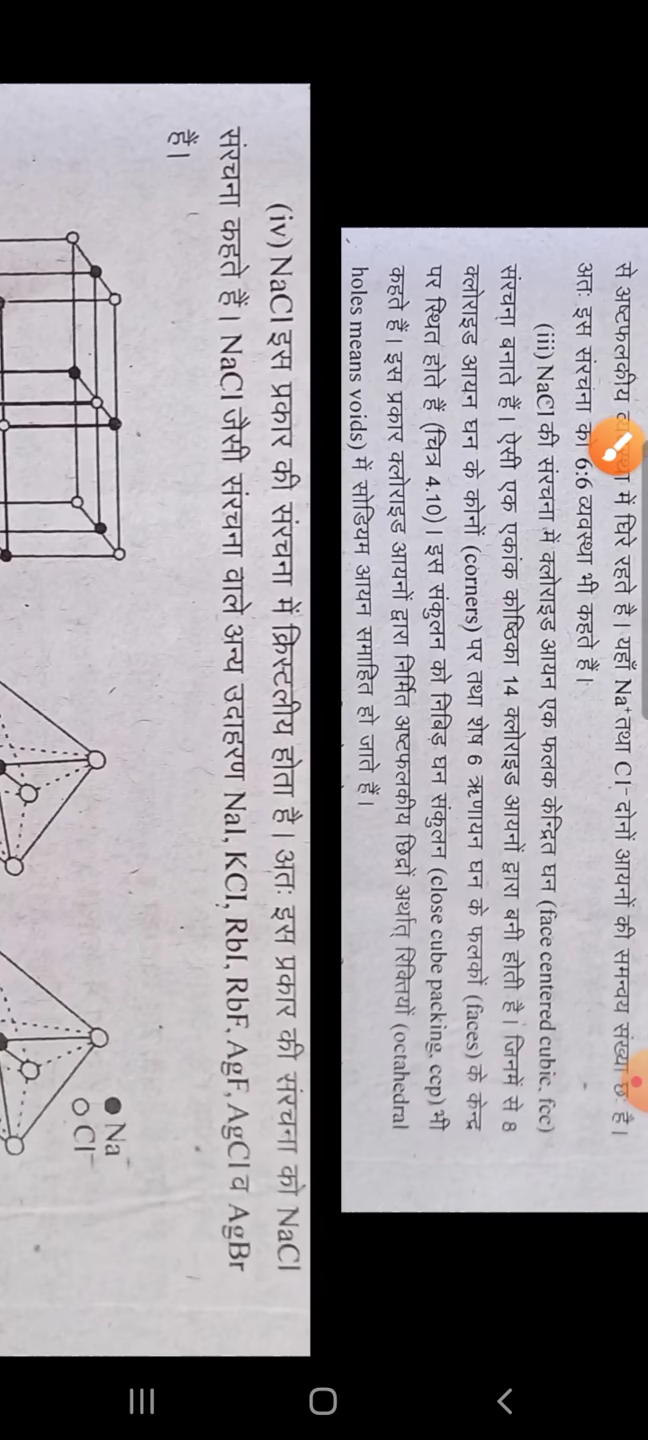 से अष्टफलकीय में घिरे रहते है। यहाँ Na⁺ तथा Cl⁻ दोनों आयनों की समन्वय संख्या छः है।
अतः इस संरचना को 6:6 व्यवस्था भी कहते हैं।
(iii) NaCl की संरचना में क्लोराइड आयन एक फलक केन्द्रित घन (face centered cubic, fcc)
संरचना बनाते हैं। ऐसी एक एकांक कोष्ठिका 14 क्लोराइड आयनों द्वारा बनी होती है। जिनमें से 8
क्लोराइड आयन घन के कोनों (corners) पर तथा शेष 6 ऋणायन घन के फलकों (faces) के केन्द्र
पर स्थित होते हैं (चित्र 4.10)। इस संकुलन को निबिड़ घन संकुलन (close cube packing, ccp) भी
कहते हैं। इस प्रकार क्लोराइड आयनों द्वारा निर्मित अष्टफलकीय छिद्रों अर्थात् रिक्तियों (octahedral
holes means voids) में सोडियम आयन समाहित हो जाते हैं।
(iv) NaCl इस प्रकार की संरचना में क्रिस्टलीय होता है। अतः इस प्रकार की संरचना को NaCl
संरचना कहते हैं। NaCl जैसी संरचना वाले अन्य उदाहरण NaI, KCl, RbI, RbF, AgF, AgCl व AgBr
हैं।
Na⁻
Cl⁻